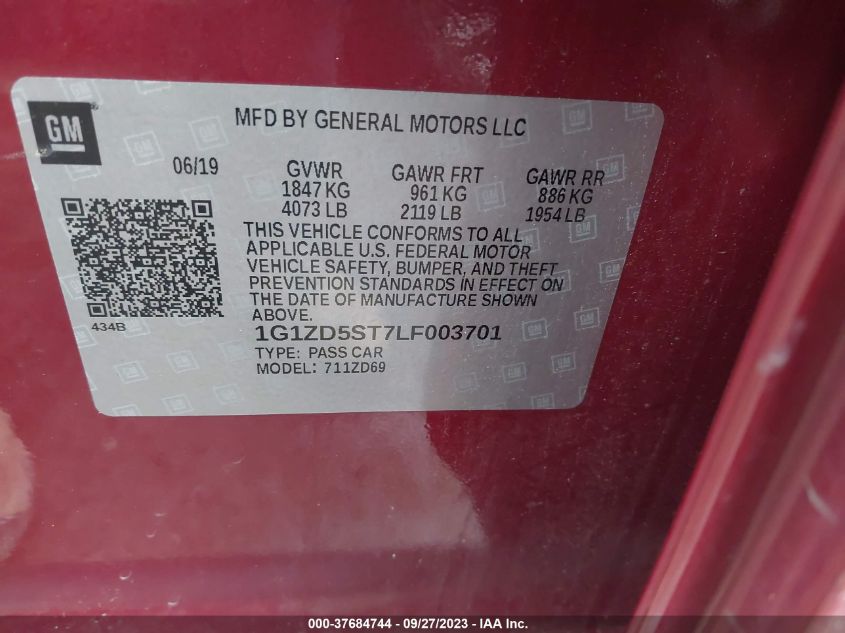 GM
MFD BY GENERAL MOTORS LLC
06/19 GVWR GAWR FRT GAWR RR
1847 KG 961 KG 886 KG
4073 LB 2119 LB 1954 LB
THIS VEHICLE CONFORMS TO ALL
APPLICABLE U.S. FEDERAL MOTOR
VEHICLE SAFETY, BUMPER, AND THEFT
PREVENTION STANDARDS IN EFFECT ON
THE DATE OF MANUFACTURE SHOWN
ABOVE.
434B
1G1ZD5ST7LF003701
TYPE: PASS CAR
MODEL: 711ZD69
000-37684744 / 09/27/2023 - IAA Inc.